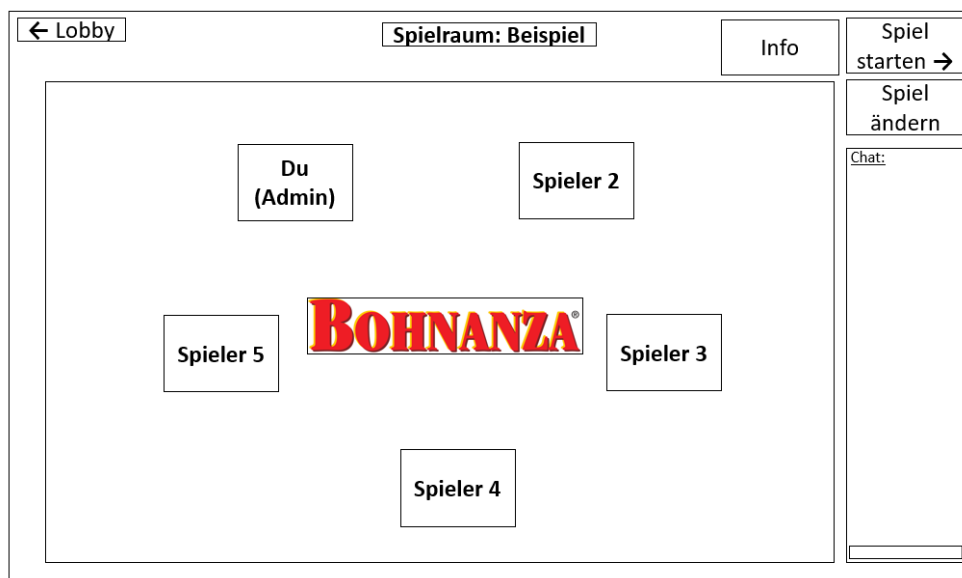 ← Lobby
Spielraum: Beispiel
Info
Spiel
starten →
Spiel
ändern
Chat:
Du
(Admin)
Spieler 2
Spieler 5
BOHNANZA®
Spieler 3
Spieler 4